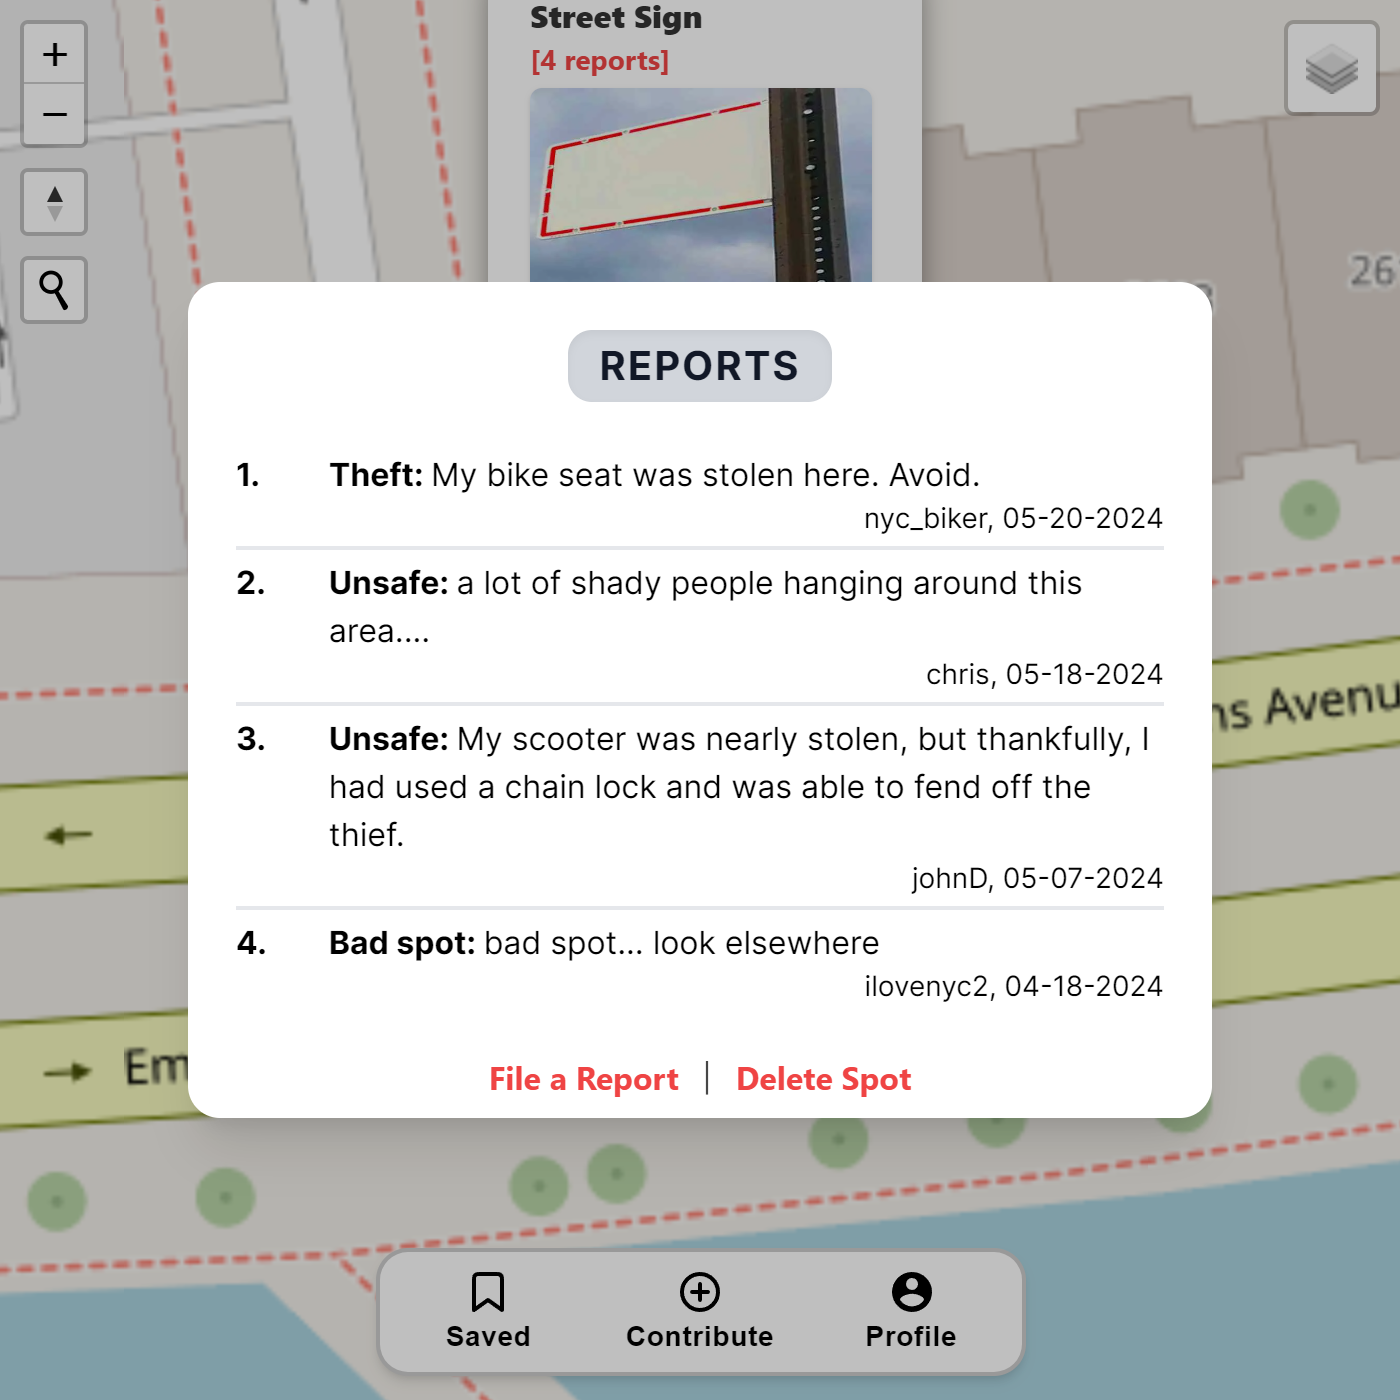 +
−
Street Sign
[4 reports]
26
REPORTS
1. Theft: My bike seat was stolen here. Avoid.
nyc_biker, 05-20-2024
2. Unsafe: a lot of shady people hanging around this
area....
chris, 05-18-2024
3. Unsafe: My scooter was nearly stolen, but thankfully, I
had used a chain lock and was able to fend off the
thief.
johnD, 05-07-2024
4. Bad spot: bad spot... look elsewhere
ilovenyc2, 04-18-2024
File a Report | Delete Spot
ns Avenu
Em
Saved Contribute Profile